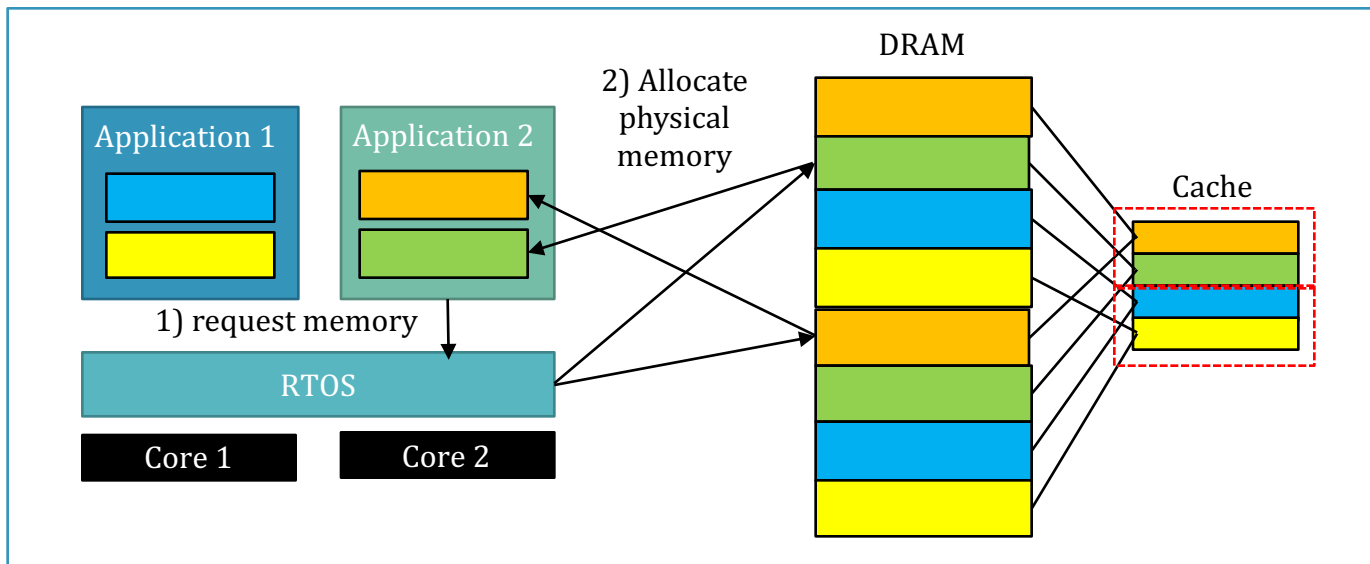 DRAM
2) Allocate
physical
memory
Application 1
Application 2
Cache
1) request memory
RTOS
Core 1
Core 2